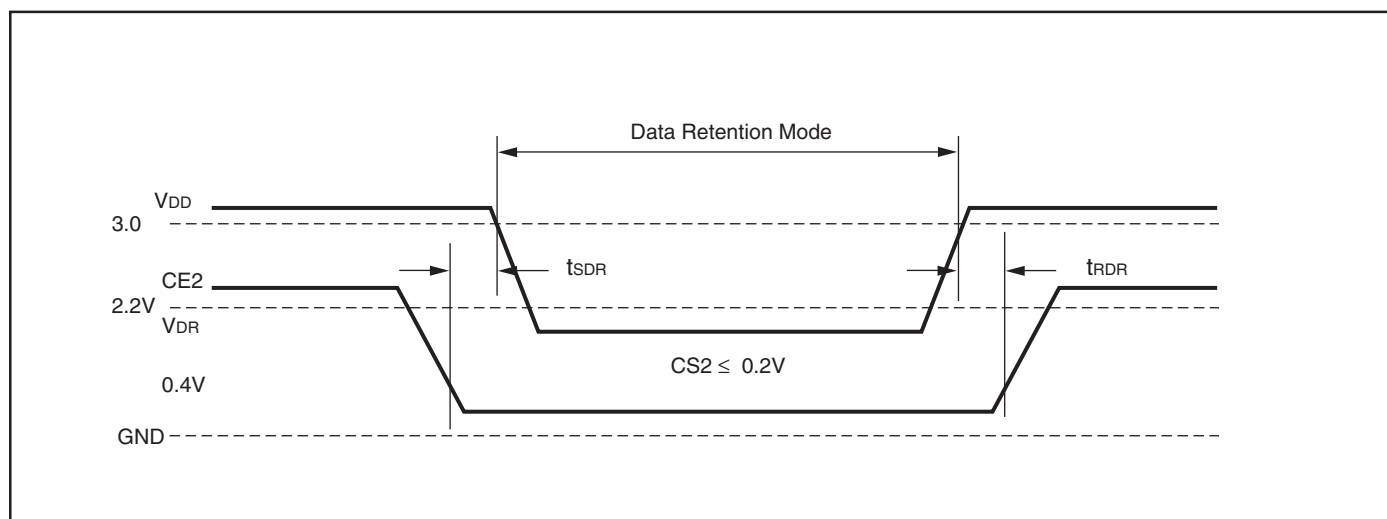 Data Retention Mode
VDD
3.0
tSDR
tRDR
CE2
2.2V
VDR
CS2 ≤ 0.2V
0.4V
GND